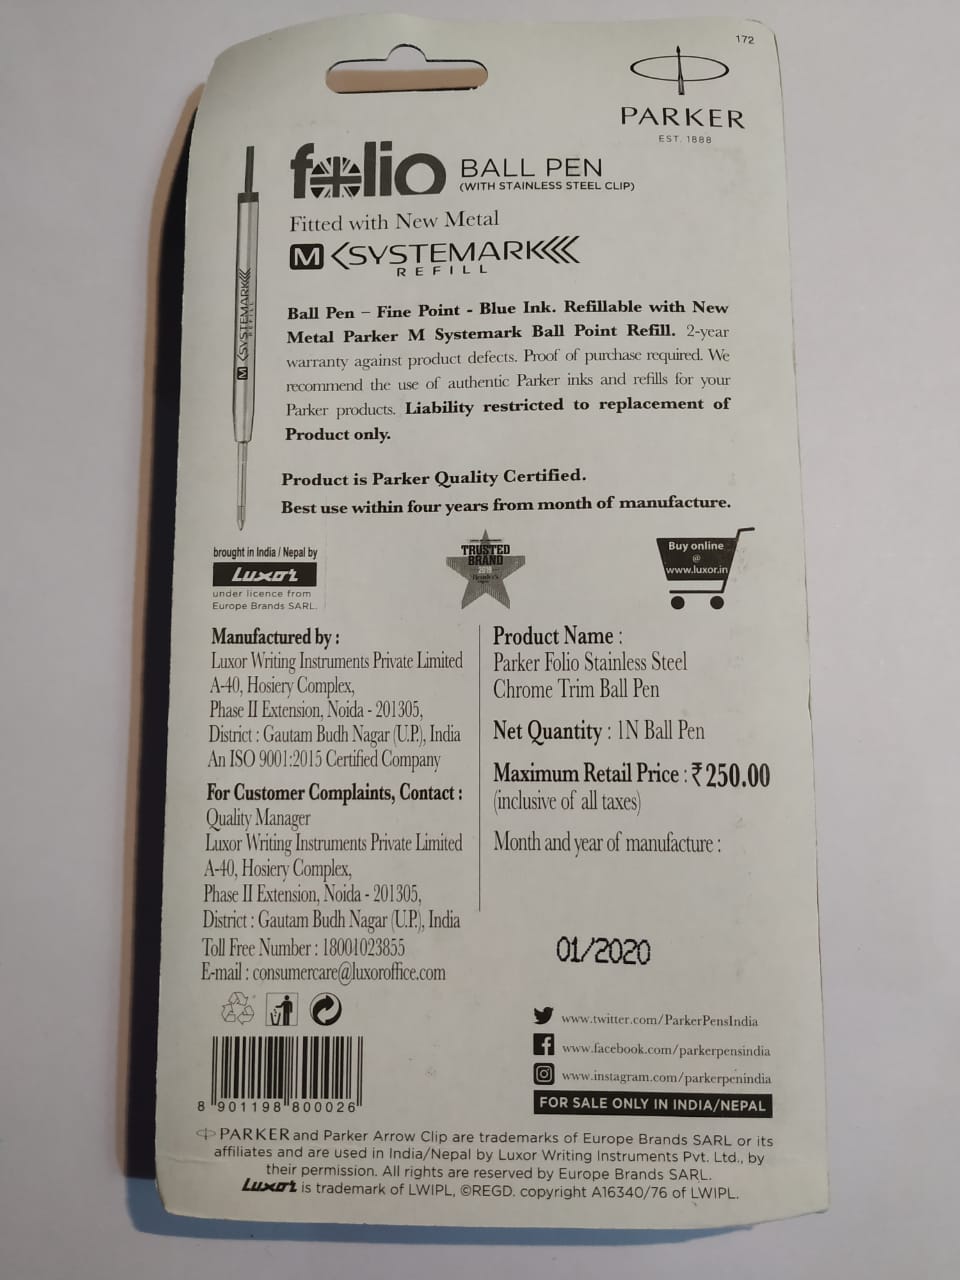 172
PARKER
EST. 1888
folio BALL PEN
(WITH STAINLESS STEEL CLIP)
Fitted with New Metal
M SYSTEMARK
REFILL
M SYSTEMARK
REFILL
Ball Pen – Fine Point - Blue Ink. Refillable with New
Metal Parker M Systemark Ball Point Refill. 2-year
warranty against product defects. Proof of purchase required. We
recommend the use of authentic Parker inks and refills for your
Parker products. Liability restricted to replacement of
Product only.
Product is Parker Quality Certified.
Best use within four years from month of manufacture.
brought in India / Nepal by
Luxor
under licence from
Europe Brands SARL.
TRUSTED
BRAND
Buy online
@
www.luxor.in
Manufactured by :
Luxor Writing Instruments Private Limited
A-40, Hosiery Complex,
Phase II Extension, Noida - 201305,
District : Gautam Budh Nagar (U.P.), India
An ISO 9001:2015 Certified Company
For Customer Complaints, Contact :
Quality Manager
Luxor Writing Instruments Private Limited
A-40, Hosiery Complex,
Phase II Extension, Noida - 201305,
District : Gautam Budh Nagar (U.P.), India
Toll Free Number : 18001023855
E-mail : consumercare@luxoroffice.com
8 901198 800026
Product Name :
Parker Folio Stainless Steel
Chrome Trim Ball Pen
Net Quantity : 1N Ball Pen
Maximum Retail Price : ₹250.00
(inclusive of all taxes)
Month and year of manufacture :
01/2020
www.twitter.com/ParkerPensIndia
www.facebook.com/parkerpensindia
www.instagram.com/parkerpenindia
FOR SALE ONLY IN INDIA/NEPAL
PARKER and Parker Arrow Clip are trademarks of Europe Brands SARL or its
affiliates and are used in India/Nepal by Luxor Writing Instruments Pvt. Ltd., by
their permission. All rights are reserved by Europe Brands SARL.
Luxor is trademark of LWIPL, ©REGD. copyright A16340/76 of LWIPL.